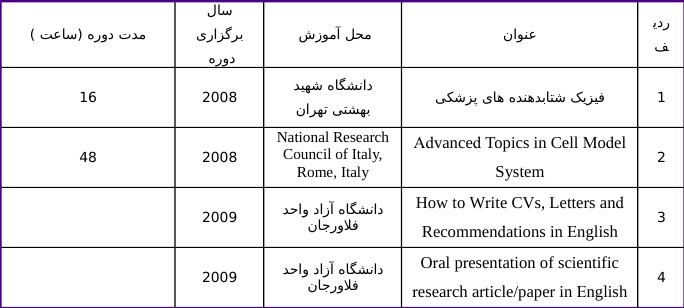 ردیف
عنوان
محل آموزش
سال
برگزاری
دوره
مدت دوره (ساعت )
1
فیزیک شتابدهنده های پزشکی
دانشگاه شهید
بهشتی تهران
2008
16
2
Advanced Topics in Cell Model
System
National Research
Council of Italy,
Rome, Italy
2008
48
3
How to Write CVs, Letters and
Recommendations in English
دانشگاه آزاد واحد
فلاورجان
2009
4
Oral presentation of scientific
research article/paper in English
دانشگاه آزاد واحد
فلاورجان
2009